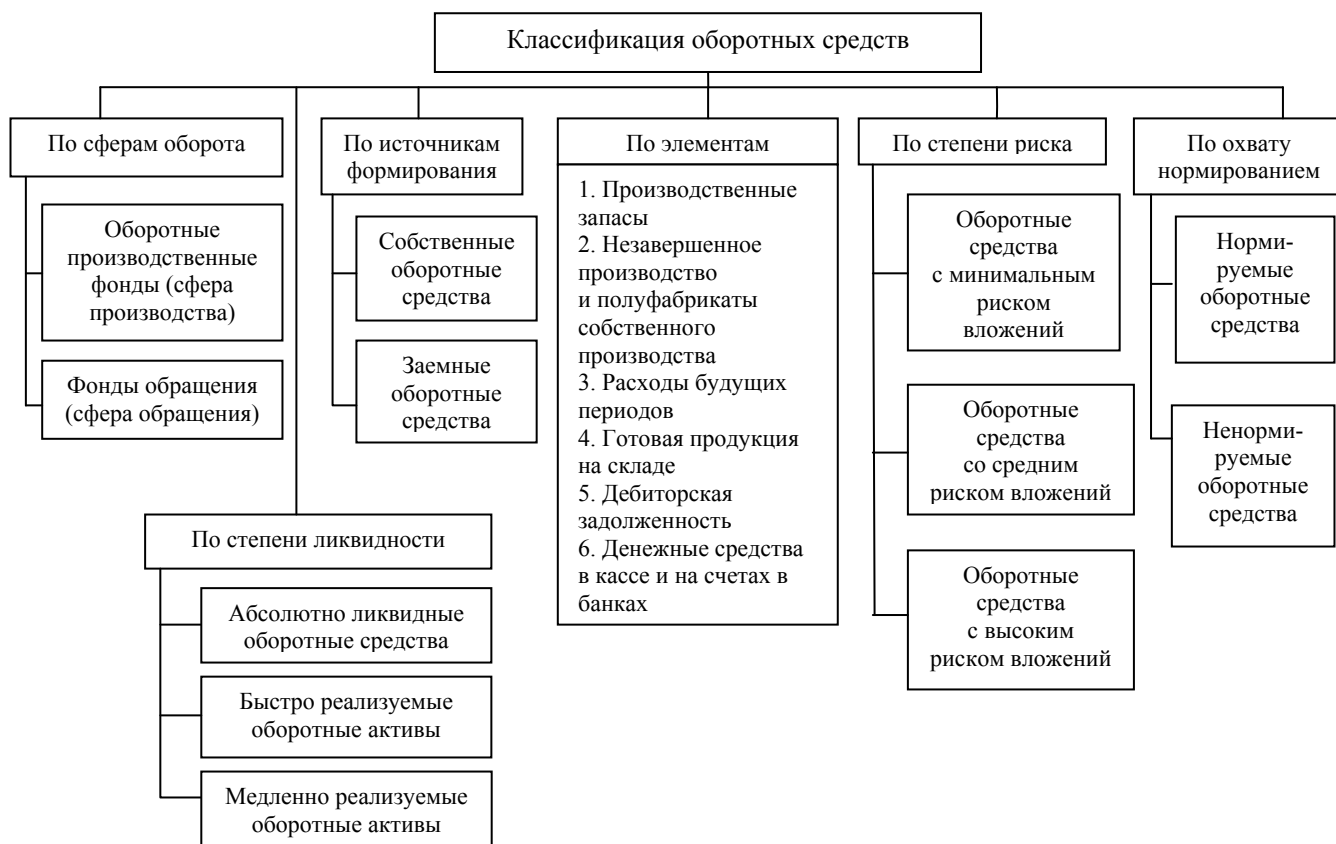 Классификация оборотных средств
По сферам оборота
Оборотные
производственные
фонды (сфера
производства)
Фонды обращения
(сфера обращения)
По степени ликвидности
Абсолютно ликвидные
оборотные средства
Быстро реализуемые
оборотные активы
Медленно реализуемые
оборотные активы
По источникам
формирования
Собственные
оборотные
средства
Заемные
оборотные
средства
По элементам
1. Производственные
запасы
2. Незавершенное
производство
и полуфабрикаты
собственного
производства
3. Расходы будущих
периодов
4. Готовая продукция
на складе
5. Дебиторская
задолженность
6. Денежные средства
в кассе и на счетах в
банках
По степени риска
Оборотные
средства
с минимальным
риском
вложений
Оборотные
средства
со средним
риском вложений
Оборотные
средства
с высоким
риском вложений
По охвату
нормированием
Норми-
руемые
оборотные
средства
Ненорми-
руемые
оборотные
средства